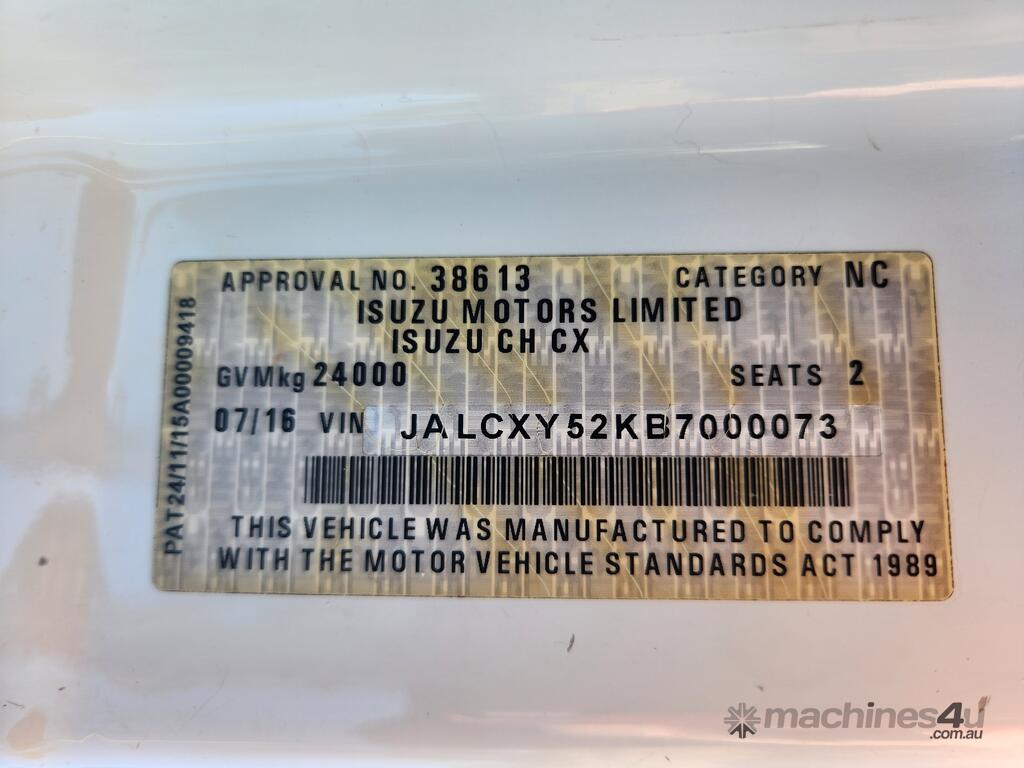 APPROVAL NO. 38613 CATEGORY NC
ISUZU MOTORS LIMITED
ISUZU CH CX
GVMkg 24000 SEATS 2
07/16 VIN JALCXY52KB7000073
THIS VEHICLE WAS MANUFACTURED TO COMPLY
WITH THE MOTOR VEHICLE STANDARDS ACT 1989
PAT24/11/15A00009418
machines4u
.com.au